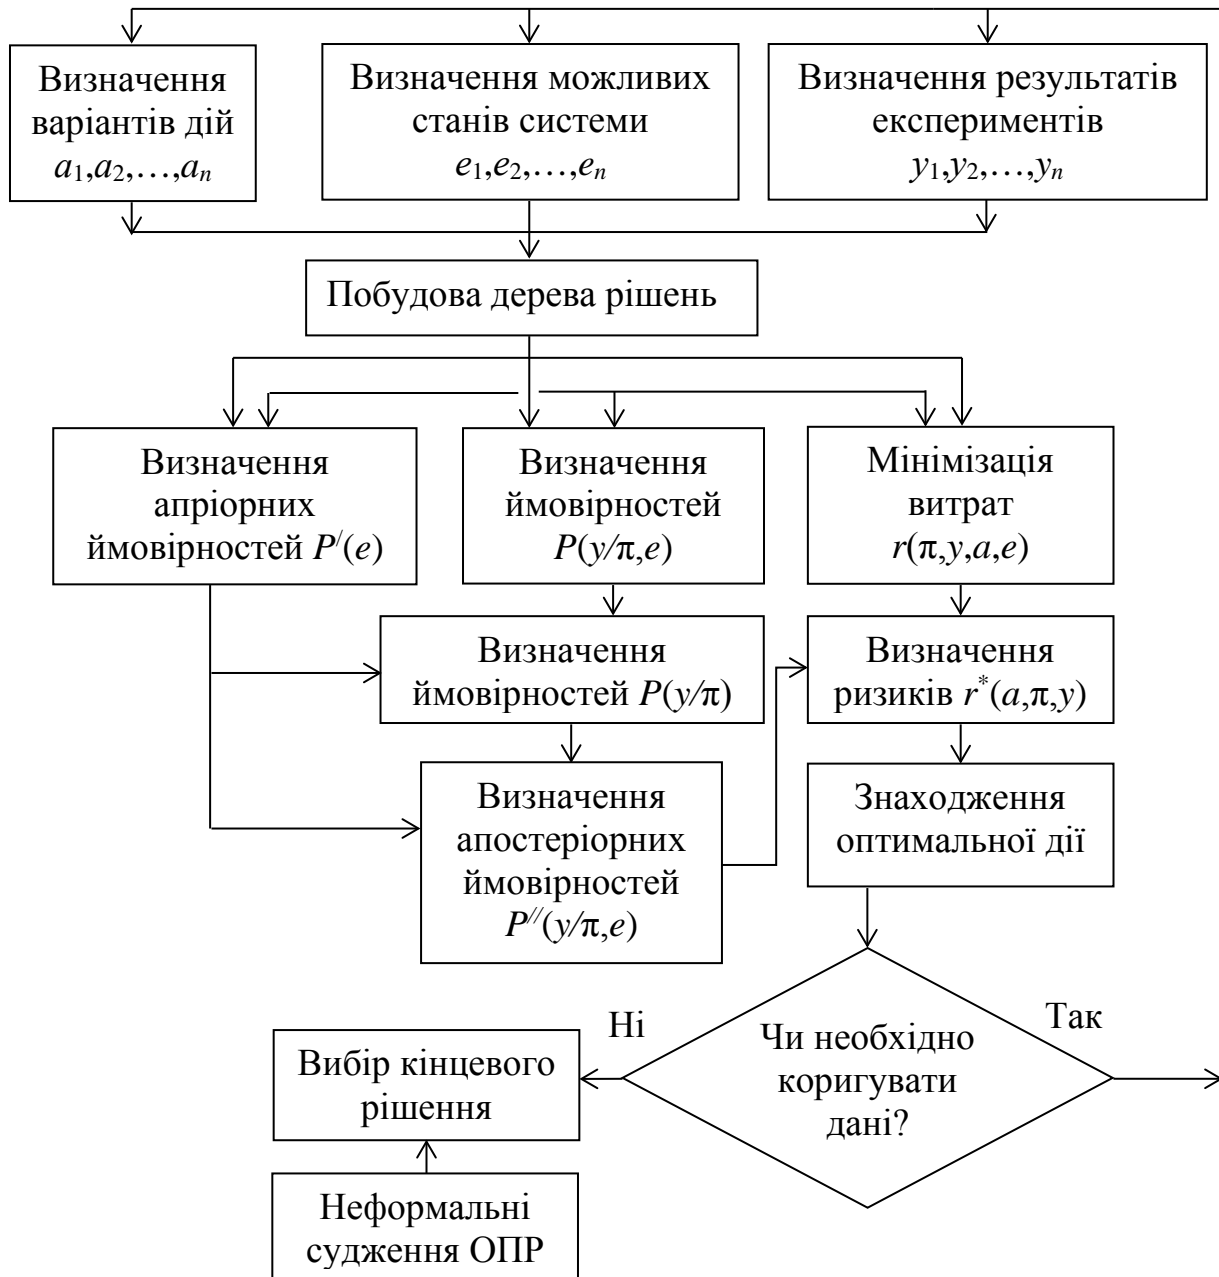 Визначення
варіантів дій
a₁,a₂,…,aₙ
Визначення можливих
станів системи
e₁,e₂,…,eₙ
Визначення результатів
експериментів
y₁,y₂,…,yₙ
Побудова дерева рішень
Визначення
апріорних
ймовірностей P^/(e)
Визначення
ймовірностей
P(y/π,e)
Мінімізація
витрат
r(π,y,a,e)
Визначення
ймовірностей P(y/π)
Визначення
ризиків r^*(a,π,y)
Визначення
апостеріорних
ймовірностей
P^//(y/π,e)
Знаходження
оптимальної дії
Ні
Так
Чи необхідно
коригувати
дані?
Вибір кінцевого
рішення
Неформальні
судження ОПР